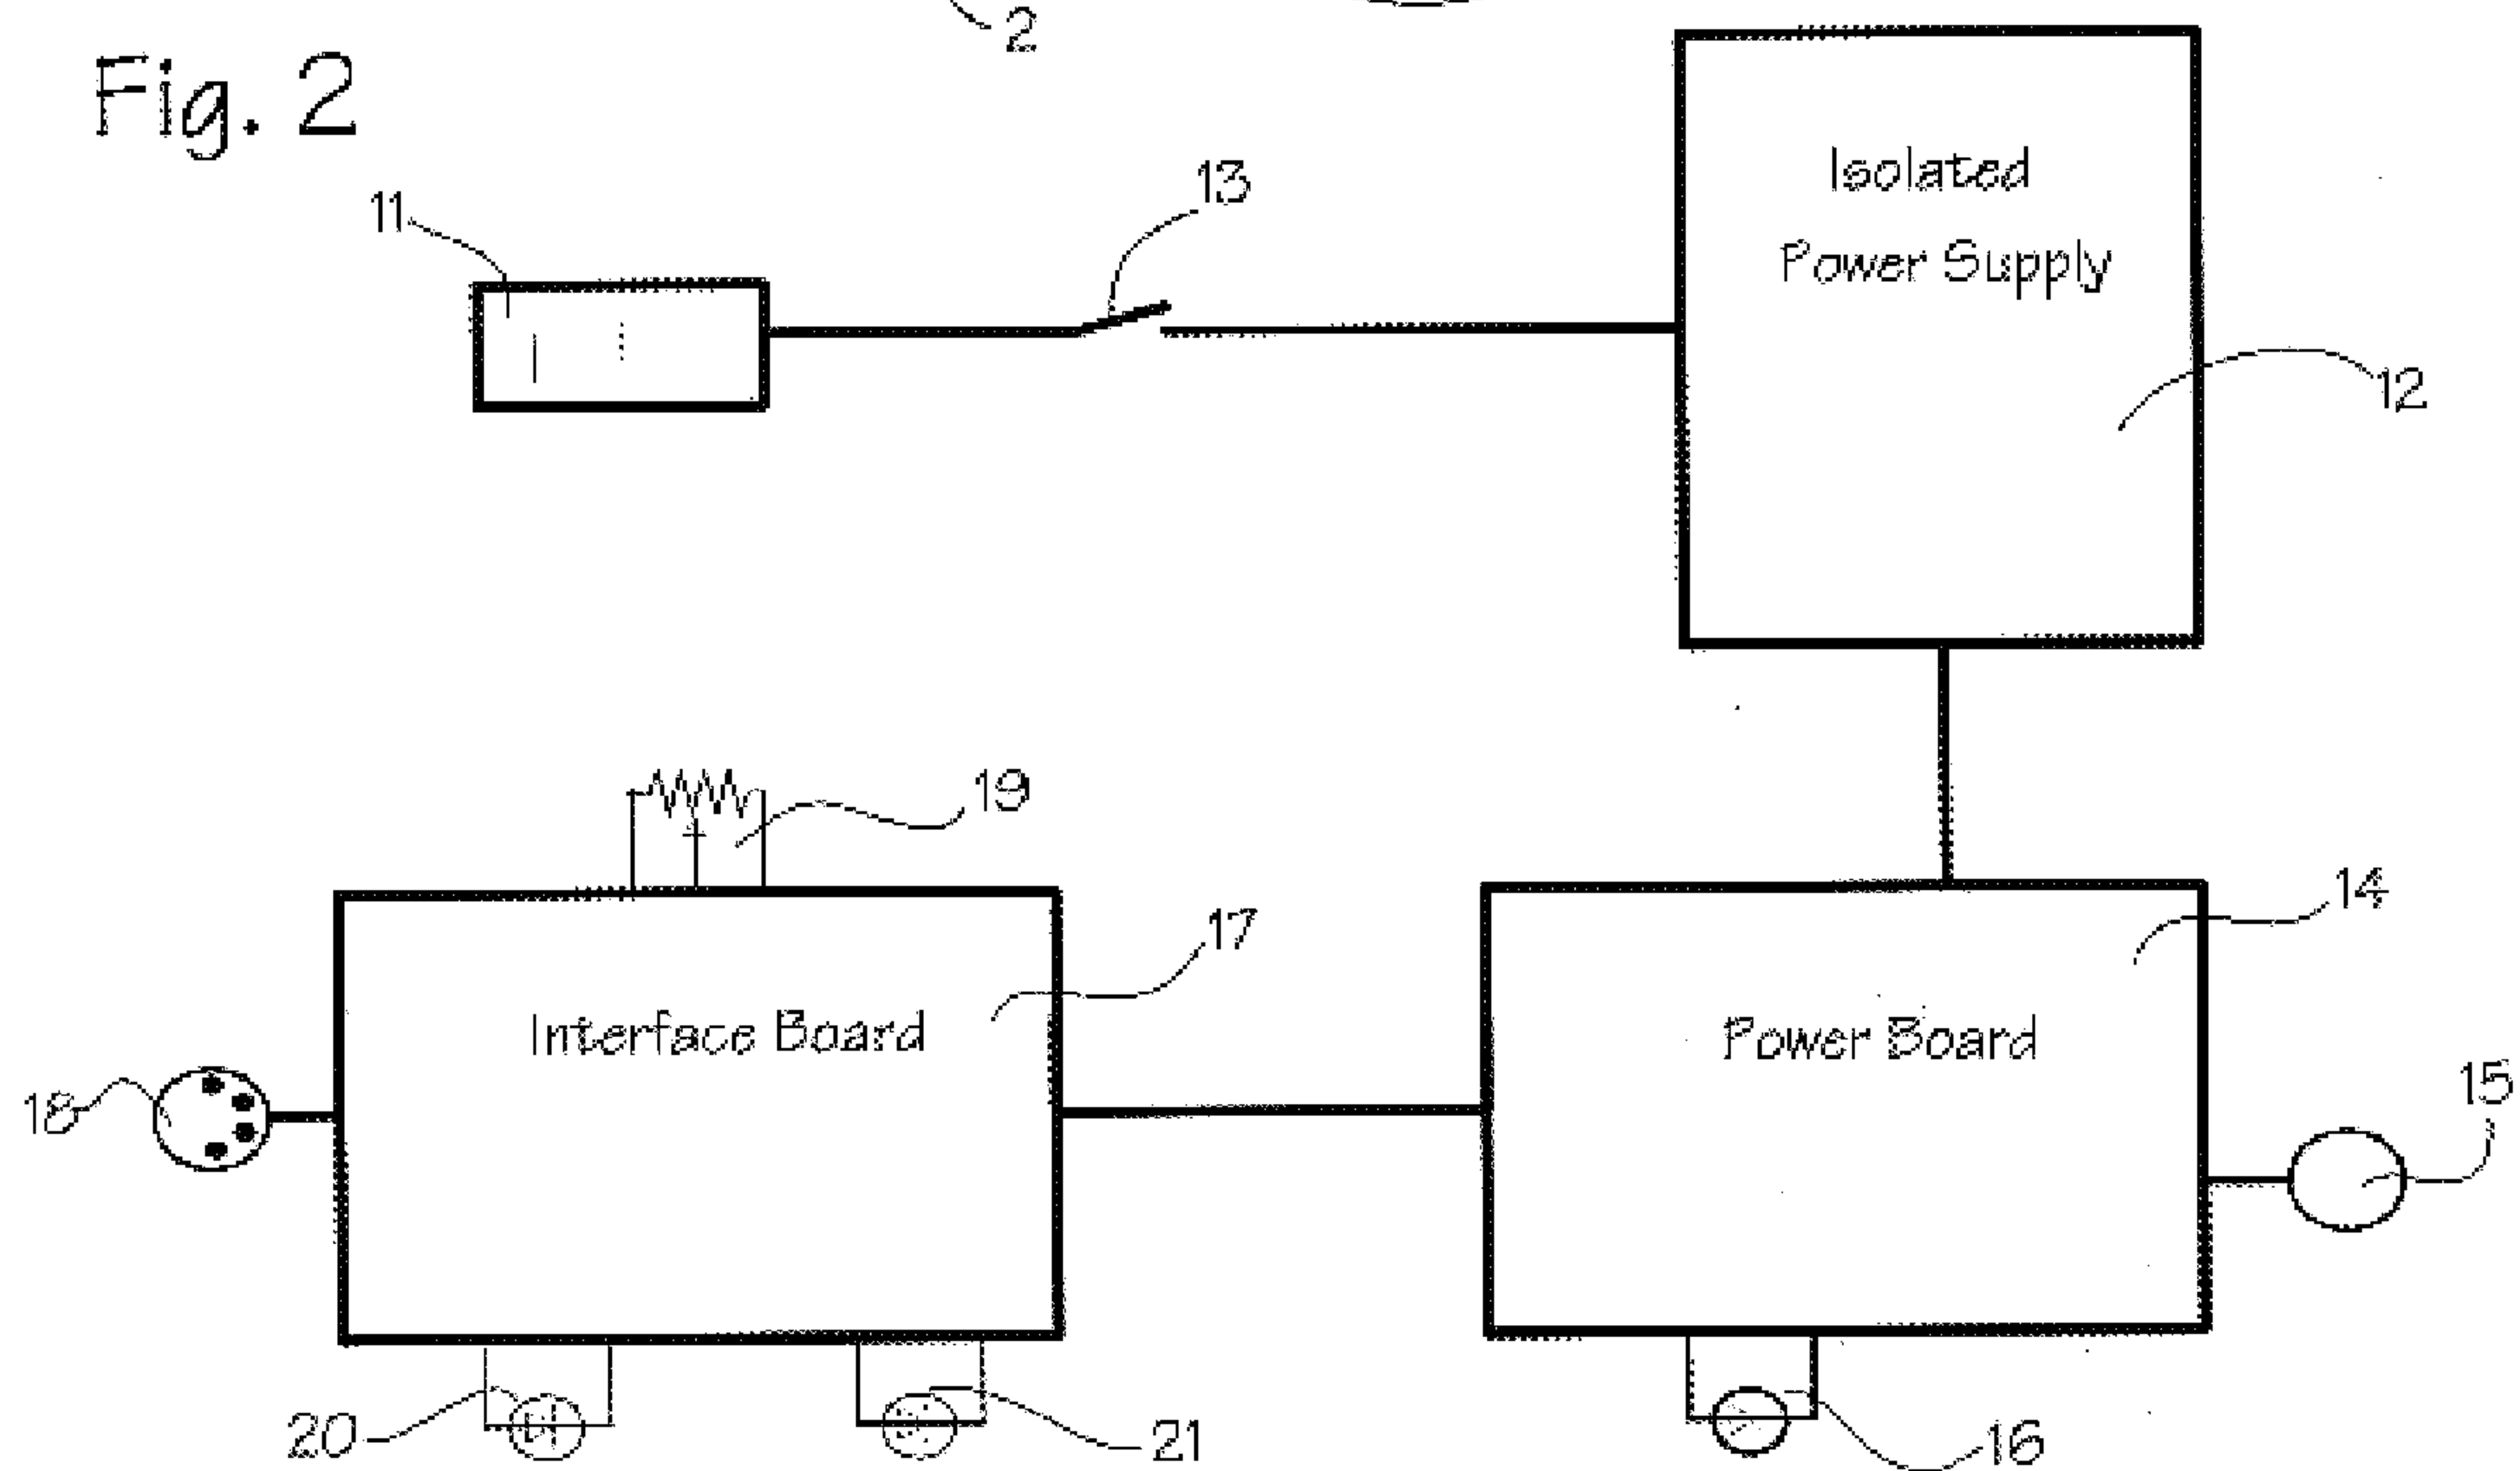 2
Fig. 2
13
11
Isolated
Power Supply
12
19
14
17
Interface Board
Power Board
15
18
20
21
16